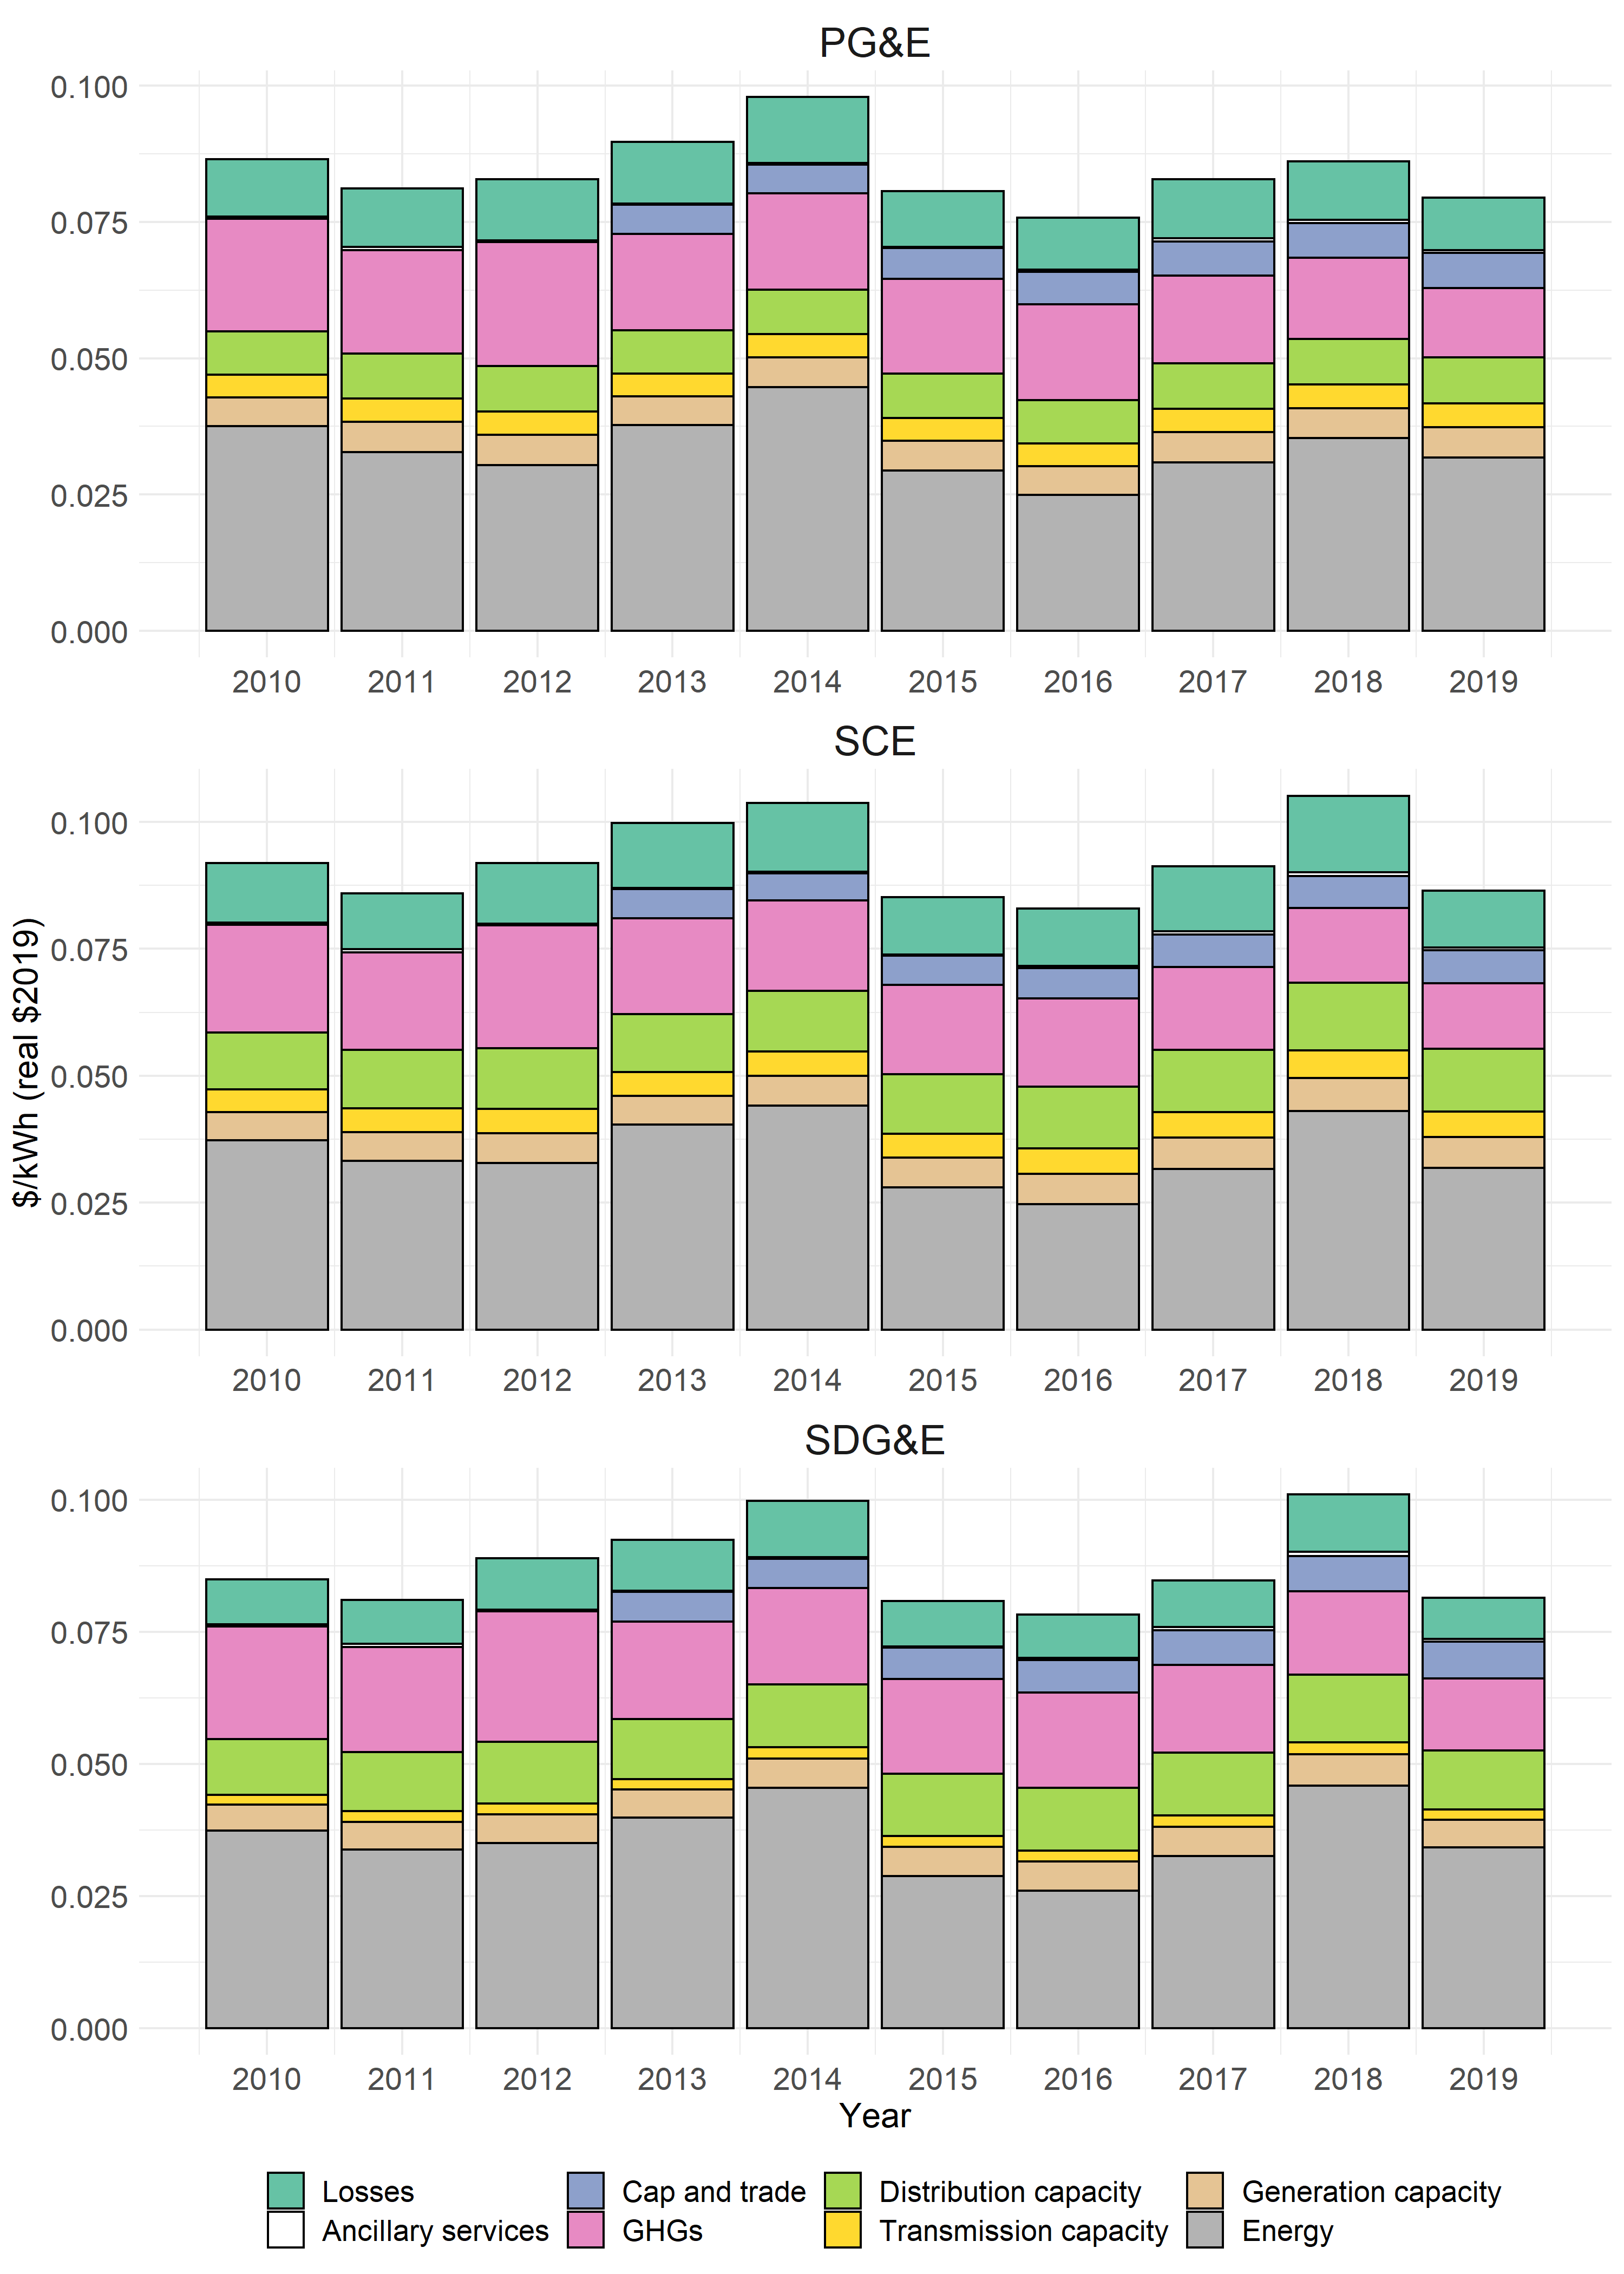 PG&E
0.100
0.075
0.050
0.025
0.000
2010 2011 2012 2013 2014 2015 2016 2017 2018 2019
SCE
$/kWh (real $2019)
0.100
0.075
0.050
0.025
0.000
2010 2011 2012 2013 2014 2015 2016 2017 2018 2019
SDG&E
0.100
0.075
0.050
0.025
0.000
2010 2011 2012 2013 2014 2015 2016 2017 2018 2019
Year
Losses Cap and trade Distribution capacity Generation capacity
Ancillary services GHGs Transmission capacity Energy